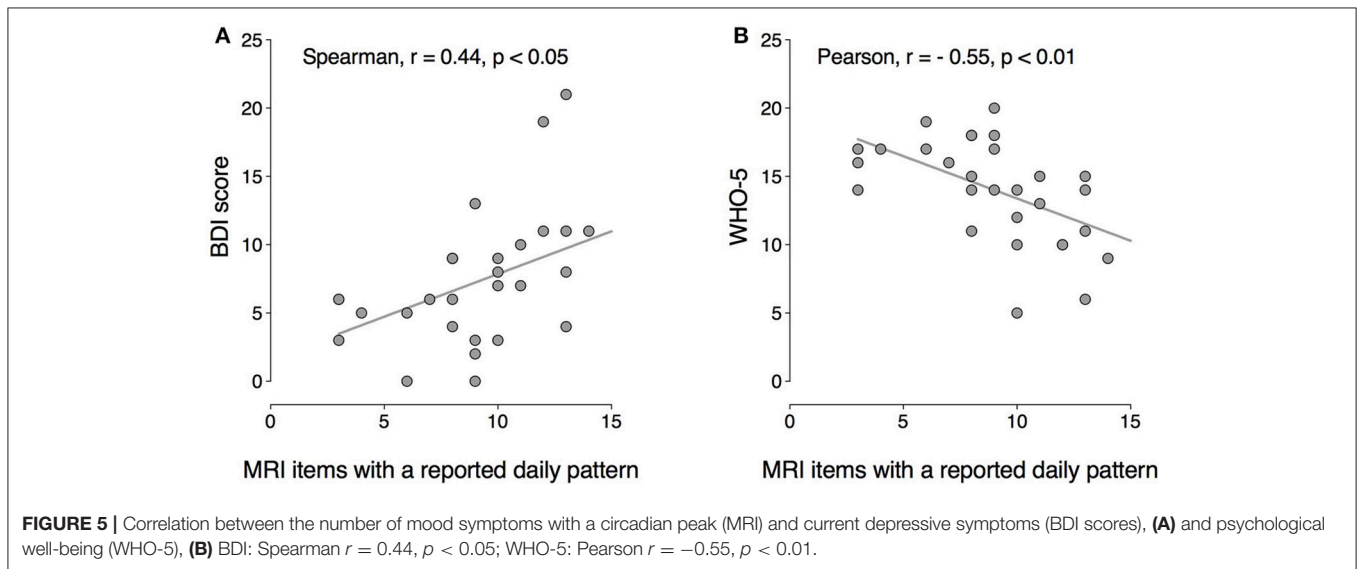 A
Spearman, r = 0.44, p < 0.05
25
20
15
10
5
0
BDI score
0 5 10 15
MRI items with a reported daily pattern
B
Pearson, r = - 0.55, p < 0.01
25
20
15
10
5
0
WHO-5
0 5 10 15
MRI items with a reported daily pattern
FIGURE 5 | Correlation between the number of mood symptoms with a circadian peak (MRI) and current depressive symptoms (BDI scores), (A) and psychological
well-being (WHO-5), (B) BDI: Spearman r = 0.44, p < 0.05; WHO-5: Pearson r = −0.55, p < 0.01.